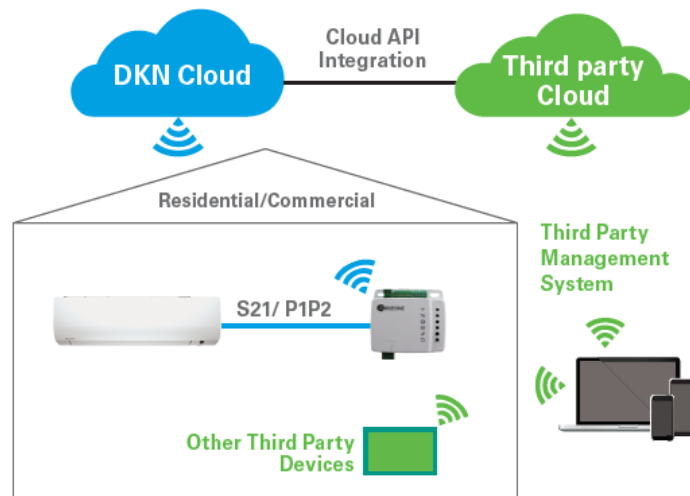 Cloud API
Integration
DKN Cloud
Third party
Cloud
Residential/Commercial
Third Party
Management
System
S21/ P1P2
Other Third Party
Devices